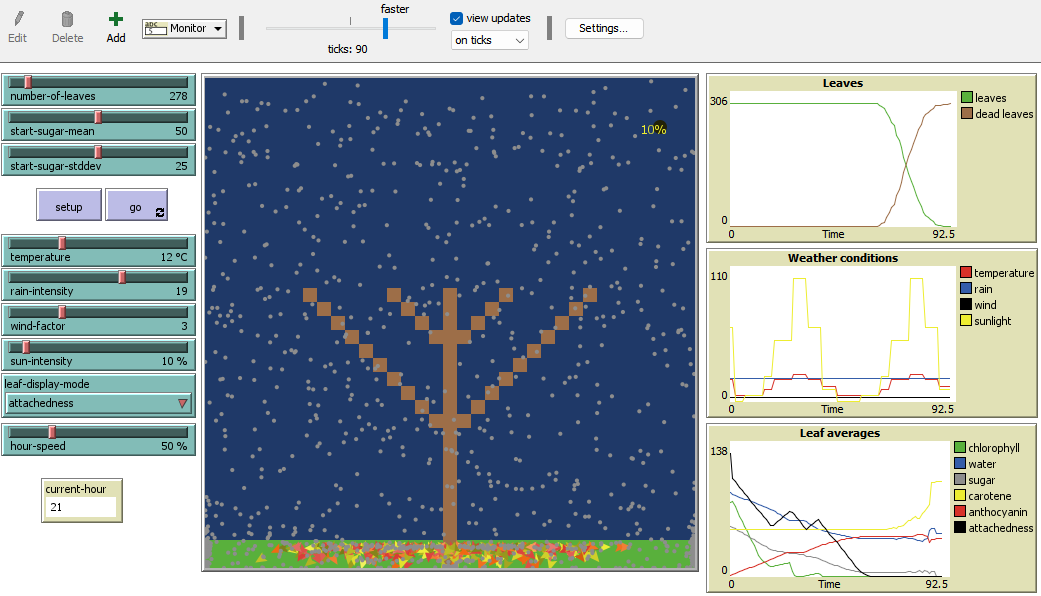 faster
Edit
Delete
Add
abc
Monitor
view updates
on ticks
Settings...
ticks: 90
number-of-leaves 278
start-sugar-mean 50
start-sugar-stddev 25
setup
go
temperature 12 °C
rain-intensity 19
wind-factor 3
sun-intensity 10 %
leaf-display-mode
attachedness
hour-speed 50 %
current-hour
21
10%
Leaves
306
0
0
Time
92.5
leaves
dead leaves
Weather conditions
110
0
0
Time
92.5
temperature
rain
wind
sunlight
Leaf averages
138
0
0
Time
92.5
chlorophyll
water
sugar
carotene
anthocyanin
attachedness